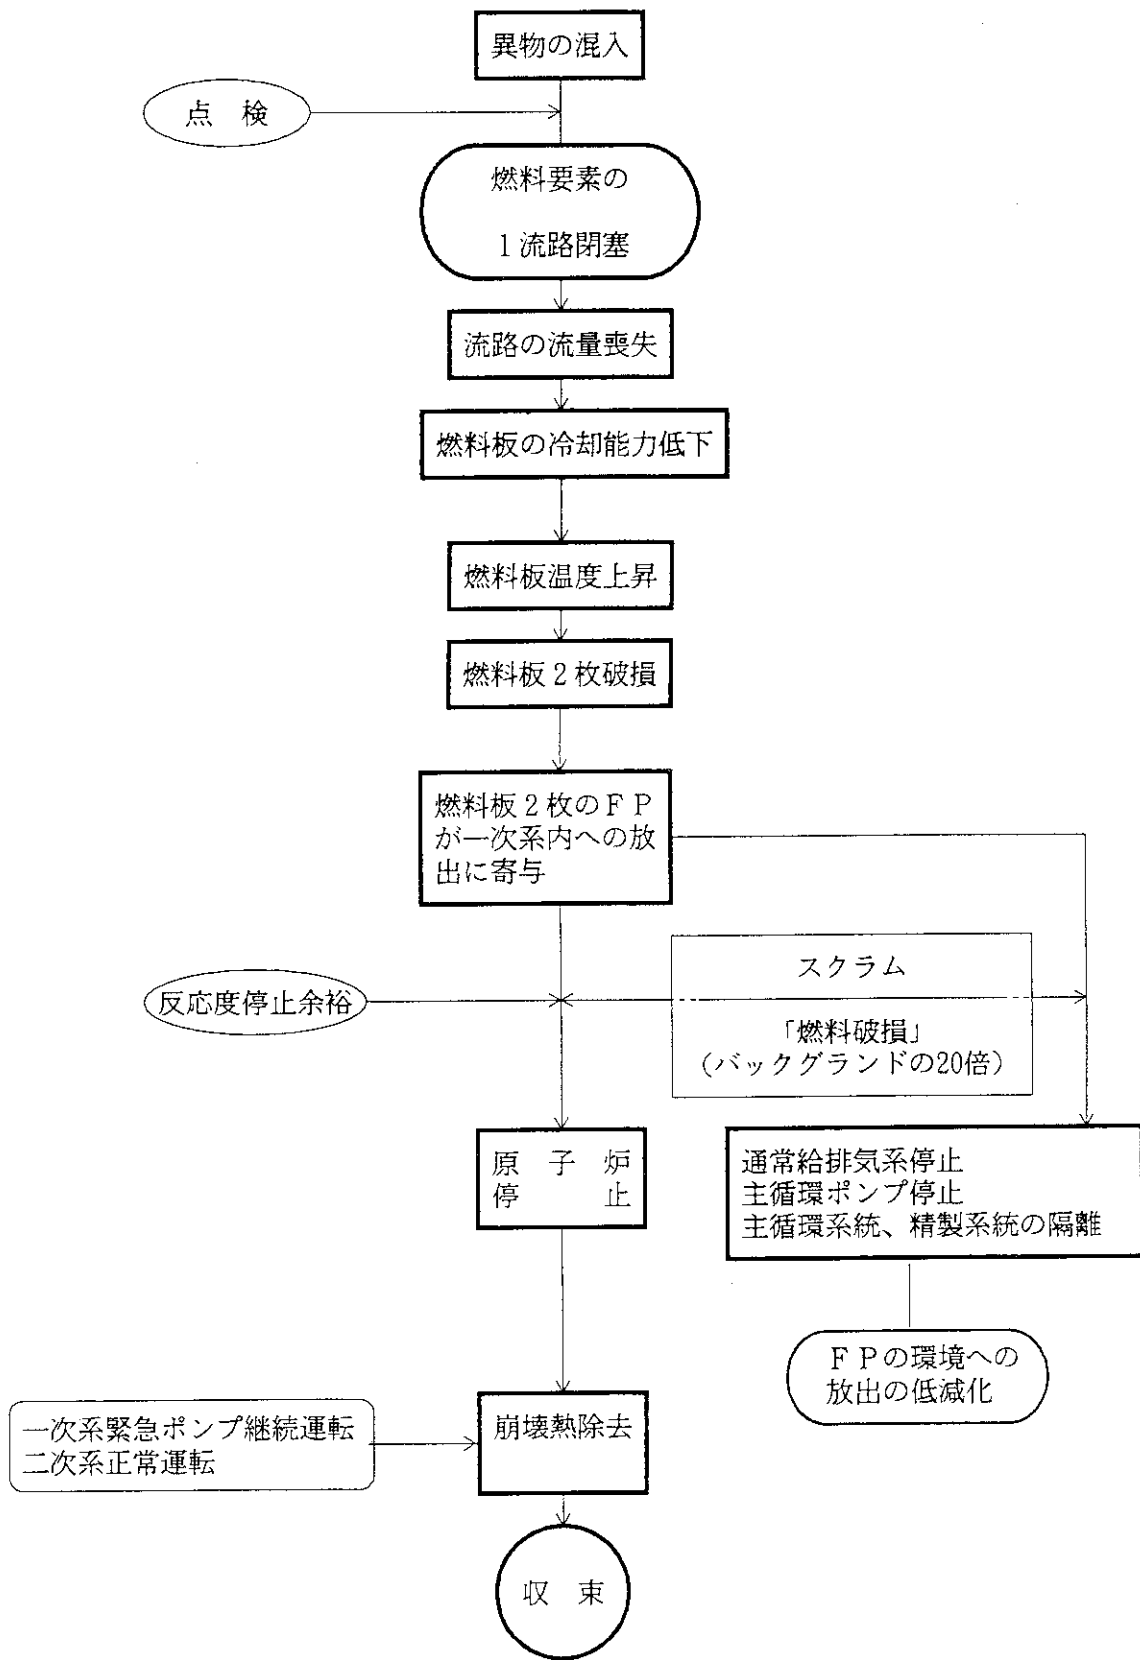 異物の混入
点　検
燃料要素の
１流路閉塞
流路の流量喪失
燃料板の冷却能力低下
燃料板温度上昇
燃料板２枚破損
燃料板２枚のＦＰ
が一次系内への放
出に寄与
スクラム
反応度停止余裕
「燃料破損」
（バックグランドの20倍）
原　子　炉
停　　　止
通常給排気系停止
主循環ポンプ停止
主循環系統、精製系統の隔離
ＦＰの環境への
放出の低減化
一次系緊急ポンプ継続運転
二次系正常運転
崩壊熱除去
収　束